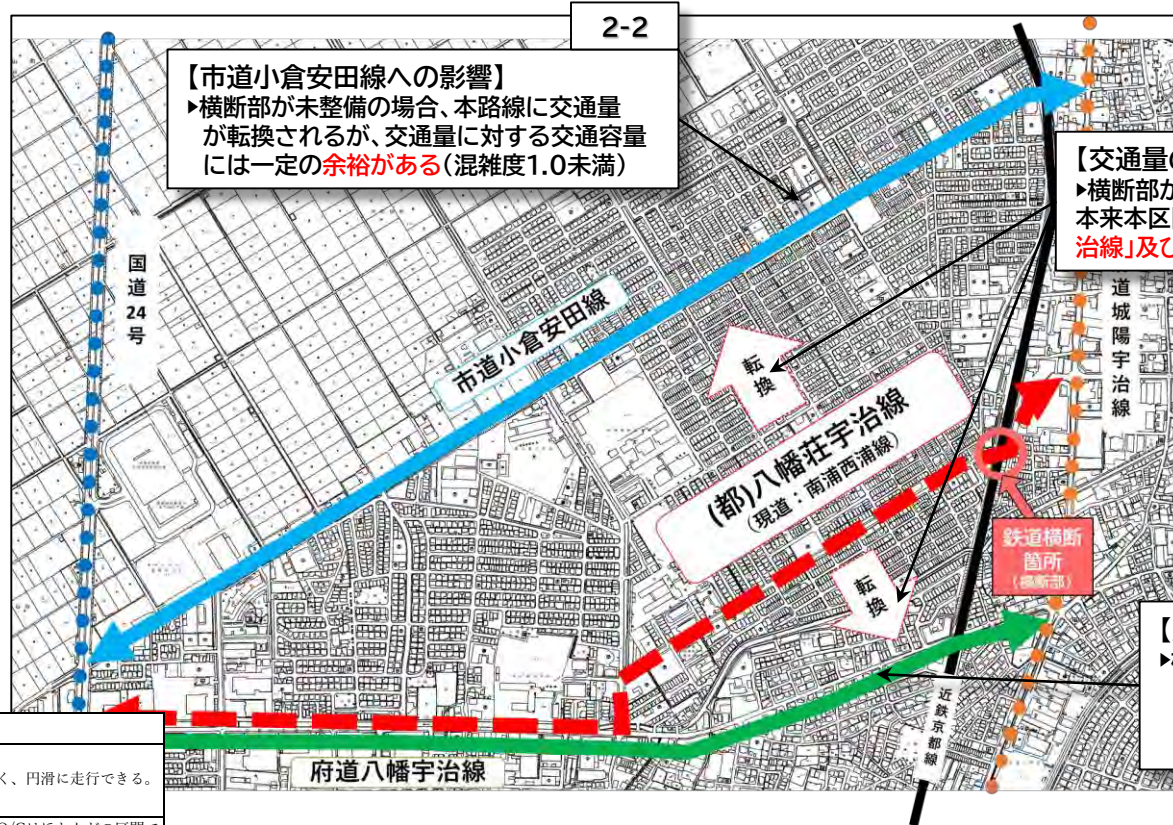 2-2
【市道小倉安田線への影響】
▶横断部が未整備の場合、本路線に交通量
が転換されるが、交通量に対する交通容量
には一定の余裕がある(混雑度1.0未満)
【交通量の
▶横断部が
本来本区
治線」及び
国道24号
道城陽宇治線
市道小倉安田線
転換
(都)八幡荘宇治線
(現道：南浦西浦線)
鉄道横断
箇所
(横断部)
転換
【
▶
近鉄京都線
府道八幡宇治線
く、円滑に走行できる。